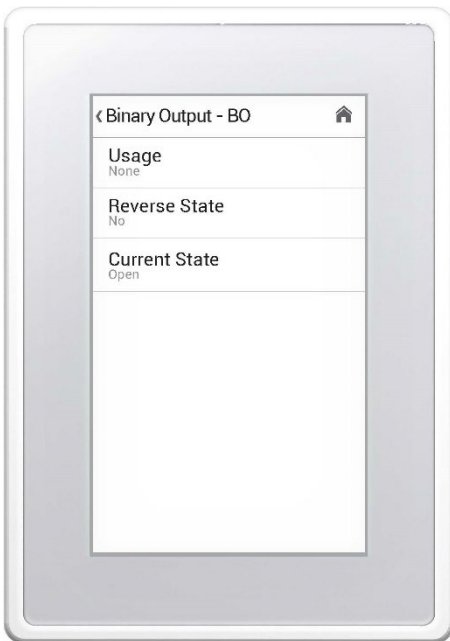 Binary Output - BO
Usage
None
Reverse State
No
Current State
Open